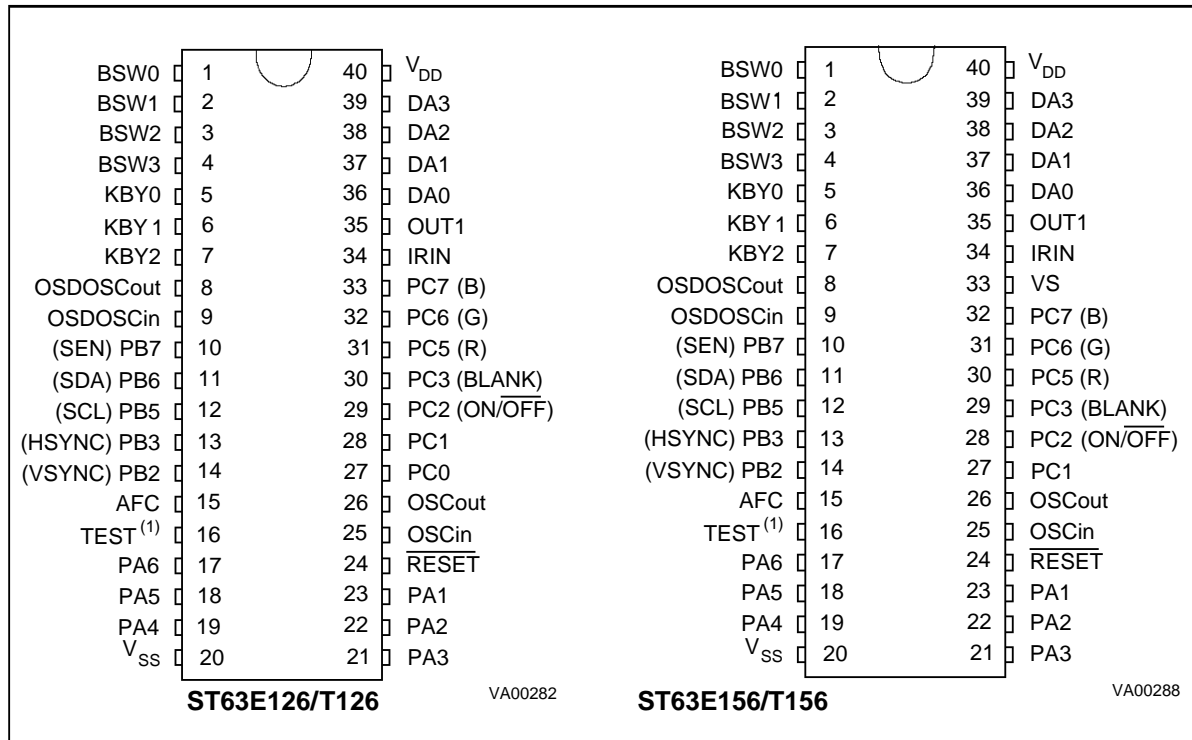 BSW0 1 40 VDD
BSW1 2 39 DA3
BSW2 3 38 DA2
BSW3 4 37 DA1
KBY0 5 36 DA0
KBY1 6 35 OUT1
KBY2 7 34 IRIN
OSDOSCout 8 33 PC7 (B)
OSDOSCin 9 32 PC6 (G)
(SEN) PB7 10 31 PC5 (R)
(SDA) PB6 11 30 PC3 (BLANK)
(SCL) PB5 12 29 PC2 (ON/OFF)
(HSYNC) PB3 13 28 PC1
(VSYNC) PB2 14 27 PC0
AFC 15 26 OSCout
TEST(1) 16 25 OSCin
PA6 17 24 RESET
PA5 18 23 PA1
PA4 19 22 PA2
VSS 20 21 PA3
ST63E126/T126 VA00282
BSW0 1 40 VDD
BSW1 2 39 DA3
BSW2 3 38 DA2
BSW3 4 37 DA1
KBY0 5 36 DA0
KBY1 6 35 OUT1
KBY2 7 34 IRIN
OSDOSCout 8 33 VS
OSDOSCin 9 32 PC7 (B)
(SEN) PB7 10 31 PC6 (G)
(SDA) PB6 11 30 PC5 (R)
(SCL) PB5 12 29 PC3 (BLANK)
(HSYNC) PB3 13 28 PC2 (ON/OFF)
(VSYNC) PB2 14 27 PC1
AFC 15 26 OSCout
TEST(1) 16 25 OSCin
PA6 17 24 RESET
PA5 18 23 PA1
PA4 19 22 PA2
VSS 20 21 PA3
ST63E156/T156 VA00288